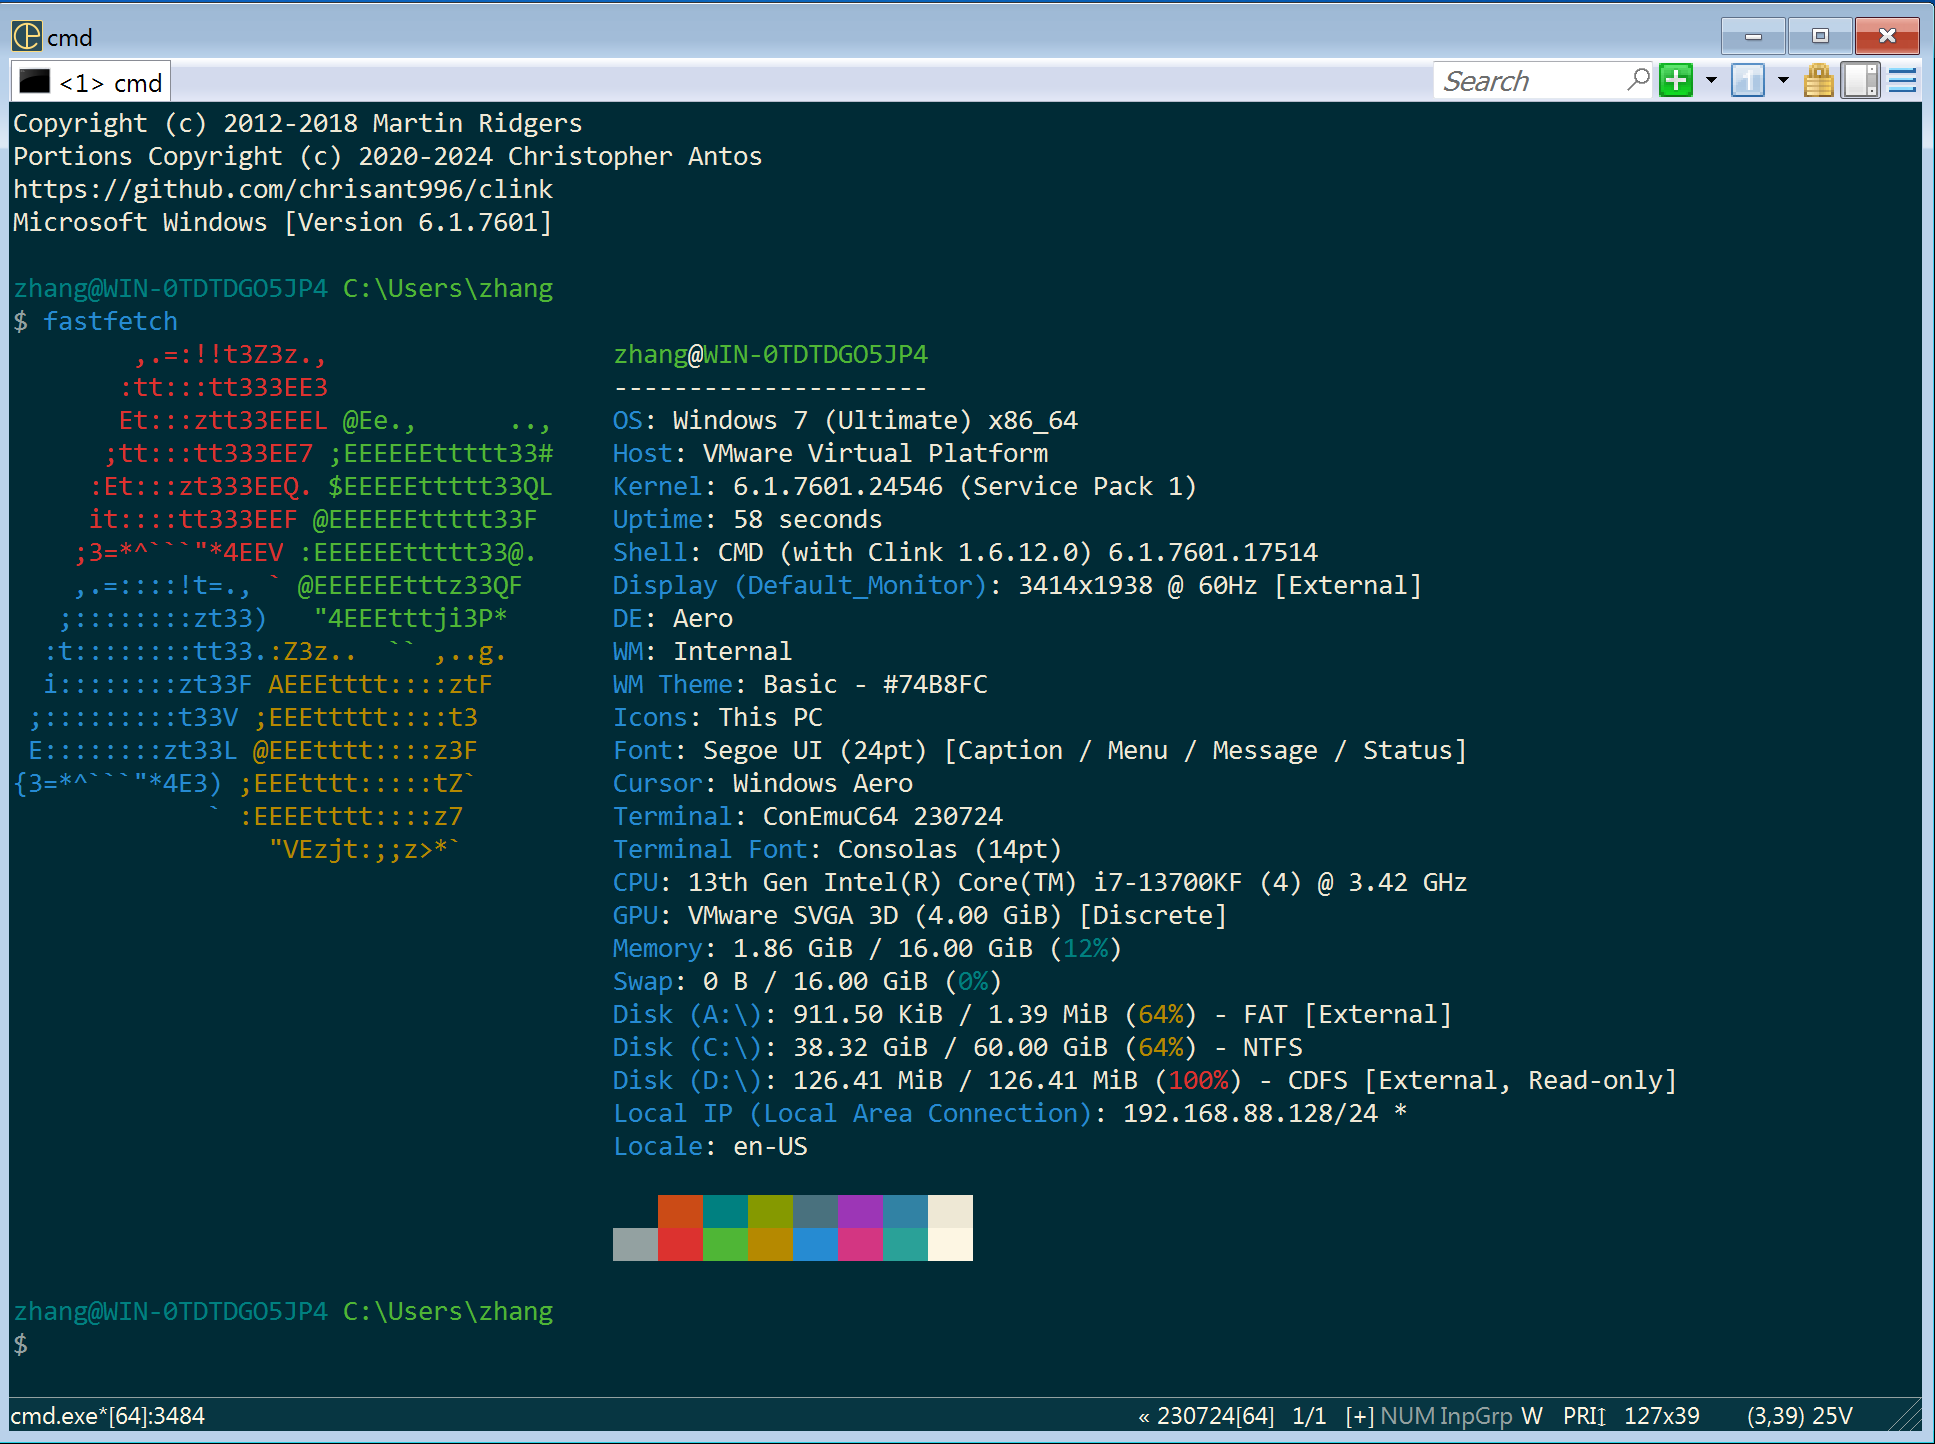 cmd
<1> cmd
Search
1
Copyright (c) 2012-2018 Martin Ridgers
Portions Copyright (c) 2020-2024 Christopher Antos
https://github.com/chrisant996/clink
Microsoft Windows [Version 6.1.7601]
zhang@WIN-0TDTDGO5JP4 C:\Users\zhang
$ fastfetch
        ,.=:!!t3Z3z.,                   zhang@WIN-0TDTDGO5JP4
       :tt:::tt333EE3                   ---------------------
       Et:::ztt33EEEL @Ee.,      ..,    OS: Windows 7 (Ultimate) x86_64
      ;tt:::tt333EE7 ;EEEEEEttttt33#    Host: VMware Virtual Platform
     :Et:::zt333EEQ. $EEEEEttttt33QL    Kernel: 6.1.7601.24546 (Service Pack 1)
     it::::tt333EEF @EEEEEEttttt33F     Uptime: 58 seconds
    ;3=*^```"*4EEV :EEEEEEttttt33@.     Shell: CMD (with Clink 1.6.12.0) 6.1.7601.17514
    ,.=::::!t=., ` @EEEEEEtttz33QF      Display (Default_Monitor): 3414x1938 @ 60Hz [External]
   ;::::::::zt33)   "4EEEtttji3P*       DE: Aero
  :t::::::::tt33.:Z3z..  `` ,..g.       WM: Internal
  i::::::::zt33F AEEEtttt::::ztF        WM Theme: Basic - #74B8FC
 ;:::::::::t33V ;EEEttttt::::t3         Icons: This PC
 E::::::::zt33L @EEEtttt::::z3F         Font: Segoe UI (24pt) [Caption / Menu / Message / Status]
{3=*^```"*4E3) ;EEEtttt:::::tZ`         Cursor: Windows Aero
             ` :EEEEtttt::::z7          Terminal: ConEmuC64 230724
                 "VEzjt:;;z>*`          Terminal Font: Consolas (14pt)
CPU: 13th Gen Intel(R) Core(TM) i7-13700KF (4) @ 3.42 GHz
GPU: VMware SVGA 3D (4.00 GiB) [Discrete]
Memory: 1.86 GiB / 16.00 GiB (12%)
Swap: 0 B / 16.00 GiB (0%)
Disk (A:\): 911.50 KiB / 1.39 MiB (64%) - FAT [External]
Disk (C:\): 38.32 GiB / 60.00 GiB (64%) - NTFS
Disk (D:\): 126.41 MiB / 126.41 MiB (100%) - CDFS [External, Read-only]
Local IP (Local Area Connection): 192.168.88.128/24 *
Locale: en-US
zhang@WIN-0TDTDGO5JP4 C:\Users\zhang
$
cmd.exe*[64]:3484 « 230724[64] 1/1 [+] NUM InpGrp W PRI 127x39 (3,39) 25V